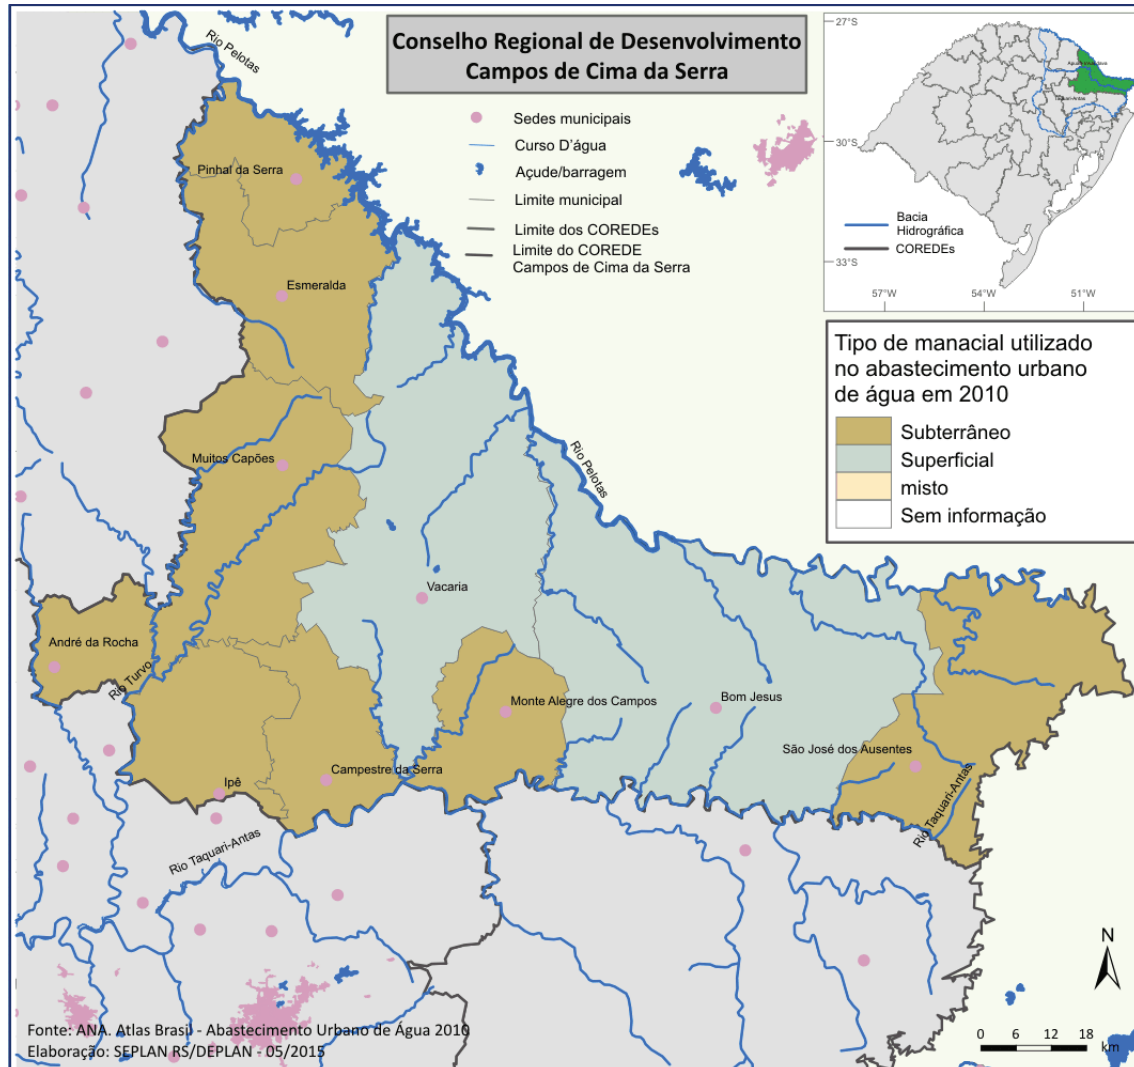 Conselho Regional de Desenvolvimento
Campos de Cima da Serra
Sedes municipais
Curso D'água
Açude/barragem
Limite municipal
Limite dos COREDEs
Limite do COREDE
Campos de Cima da Serra
27°S
30°S
33°S
57°W
54°W
51°W
Taquari-Antas
Bacia
Hidrográfica
COREDEs
Tipo de manacial utilizado
no abastecimento urbano
de água em 2010
Subterrâneo
Superficial
misto
Sem informação
Rio Pelotas
Pinhal da Serra
Esmeralda
Muitos Capões
Rio Pelotas
Vacaria
André da Rocha
Rio Turvo
Monte Alegre dos Campos
Bom Jesus
São José dos Ausentes
Ipê
Campestre da Serra
Rio Taquari-Antas
Rio Taquari-Antas
N
0 6 12 18
km
Fonte: ANA. Atlas Brasil - Abastecimento Urbano de Água 2010
Elaboração: SEPLAN RS/DEPLAN - 05/2015